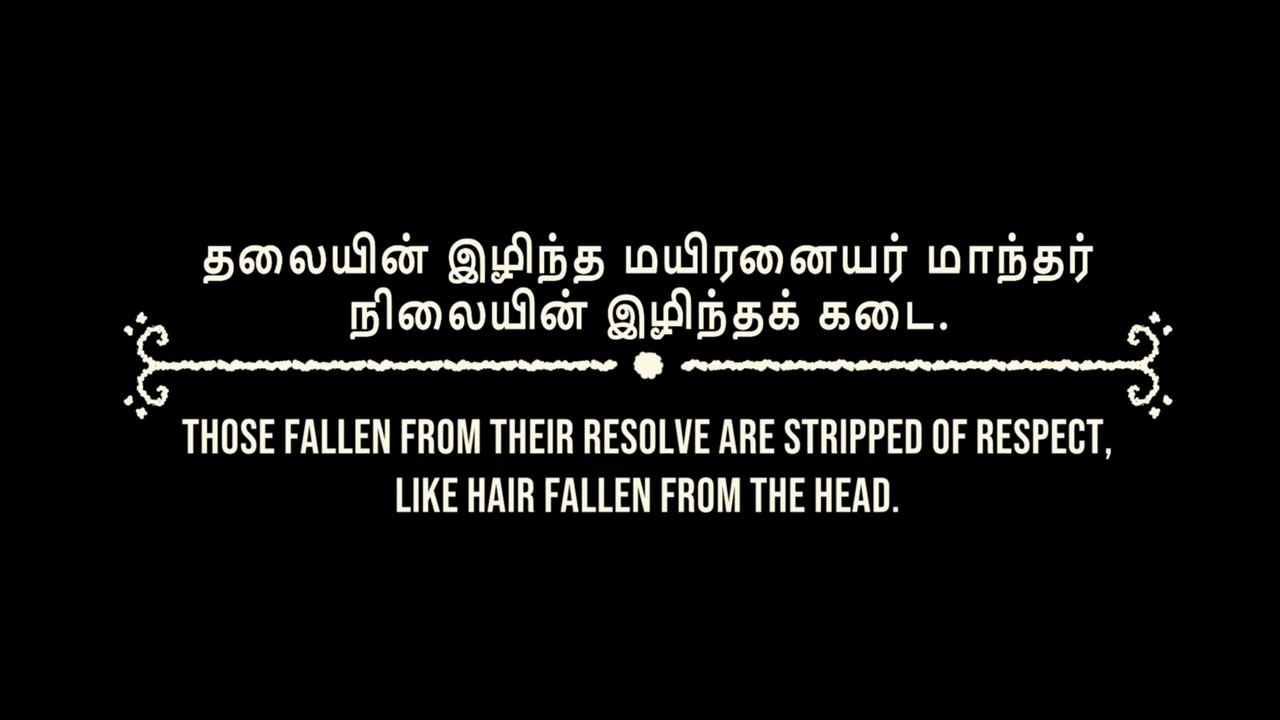 தலையின் இழிந்த மயிரனையர் மாந்தர்
நிலையின் இழிந்தக் கடை.
THOSE FALLEN FROM THEIR RESOLVE ARE STRIPPED OF RESPECT,
LIKE HAIR FALLEN FROM THE HEAD.